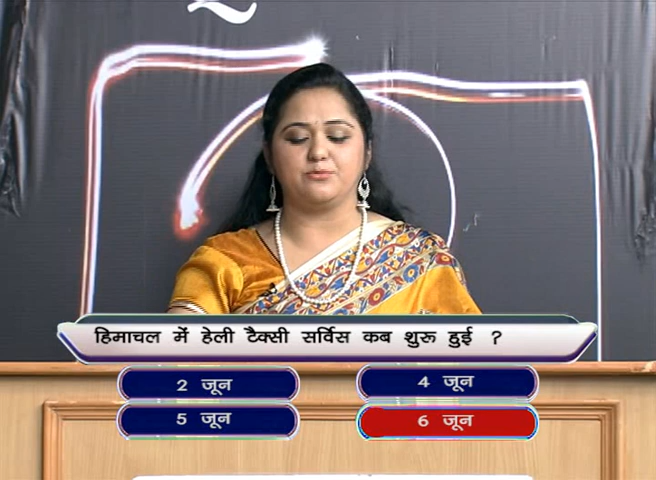 हिमाचल में हेली टैक्सी सर्विस कब शुरू हुई ?
2 जून
4 जून
5 जून
6 जून